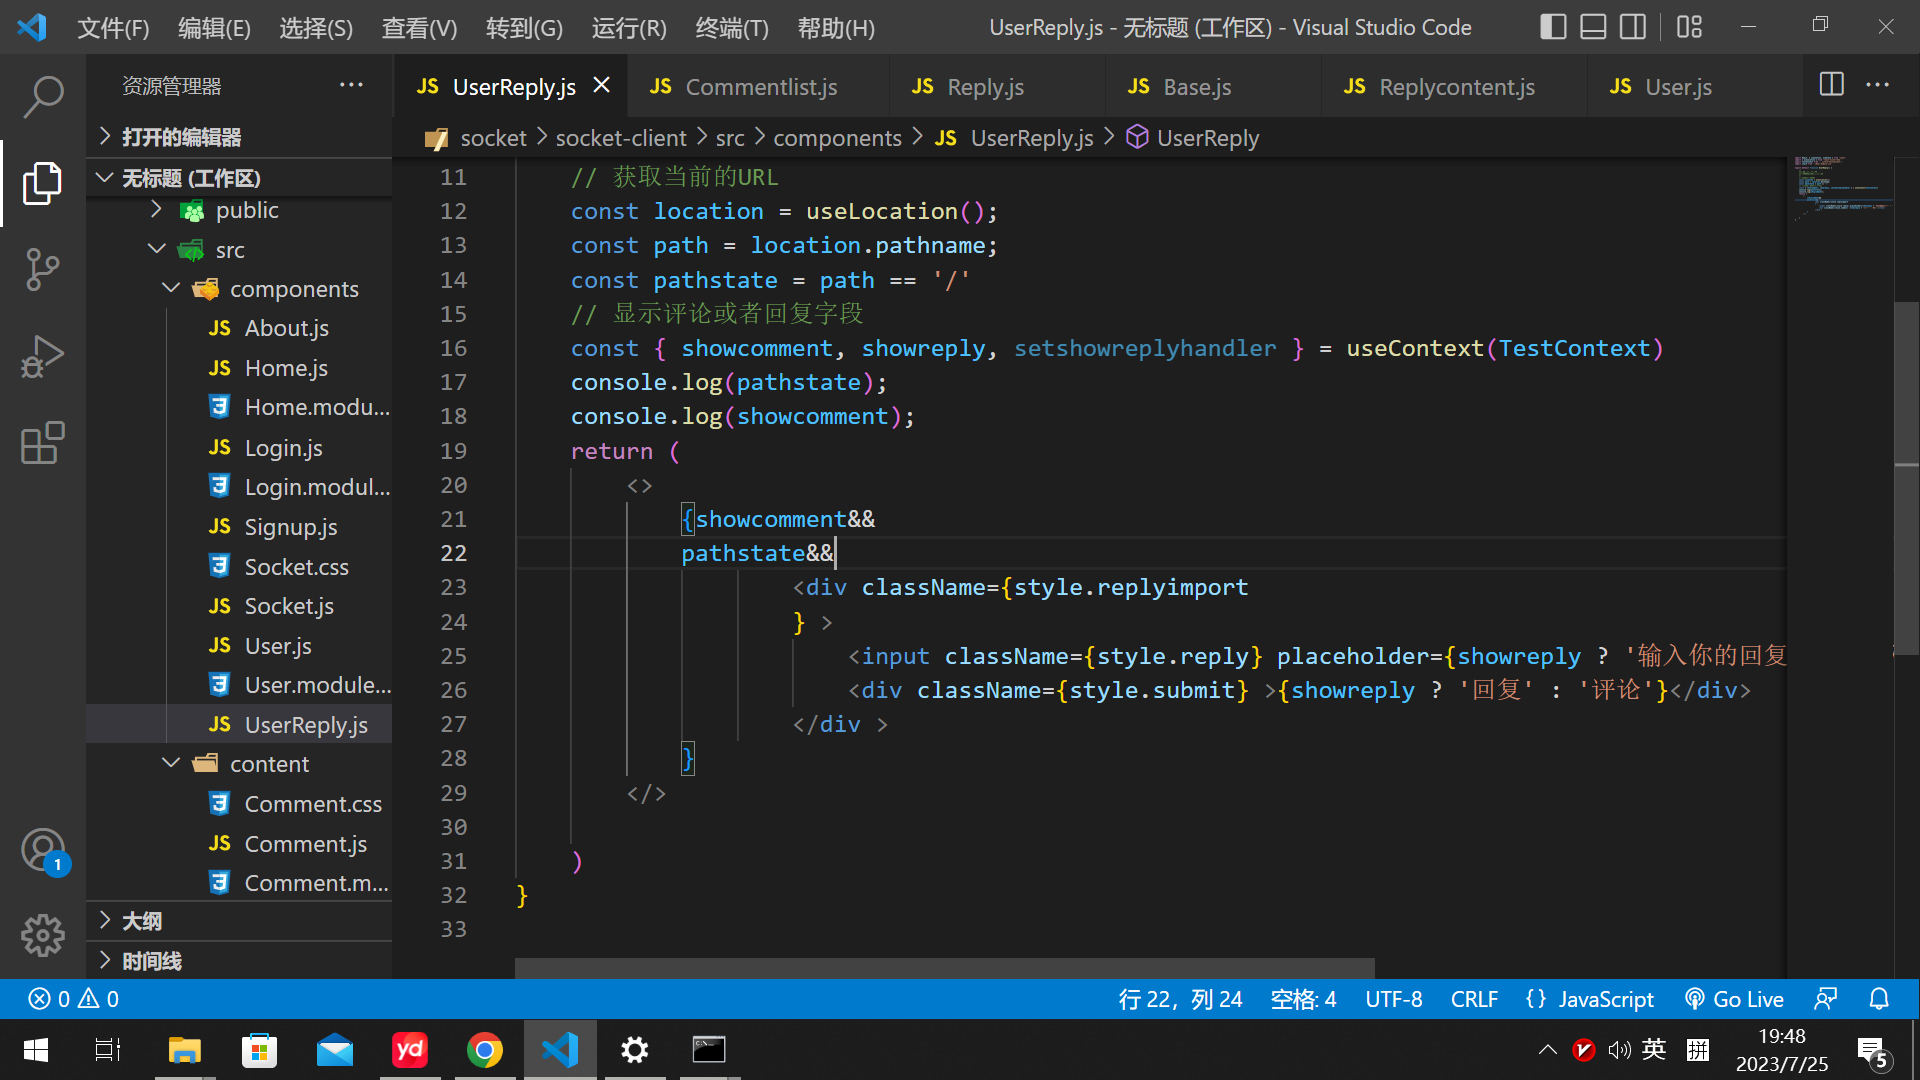 文件(F) 编辑(E) 选择(S) 查看(V) 转到(G) 运行(R) 终端(T) 帮助(H) UserReply.js - 无标题 (工作区) - Visual Studio Code
资源管理器
JS UserReply.js
JS Commentlist.js
JS Reply.js
JS Base.js
JS Replycontent.js
JS User.js
打开的编辑器
无标题 (工作区)
public
src
components
JS About.js
JS Home.js
Home.modu...
JS Login.js
Login.modul...
JS Signup.js
Socket.css
JS Socket.js
JS User.js
User.module...
JS UserReply.js
content
Comment.css
JS Comment.js
Comment.m...
大纲
时间线
socket > socket-client > src > components > JS UserReply.js > UserReply
11 // 获取当前的URL
12 const location = useLocation();
13 const path = location.pathname;
14 const pathstate = path == '/'
15 // 显示评论或者回复字段
16 const { showcomment, showreply, setshowreplyhandler } = useContext(TestContext)
17 console.log(pathstate);
18 console.log(showcomment);
19 return (
20 <>
21 {showcomment&&
22 pathstate&&
23 <div className={style.replyimport
24 } >
25 <input className={style.reply} placeholder={showreply ? '输入你的回复
26 <div className={style.submit} >{showreply ? '回复' : '评论'}</div>
27 </div >
28 }
29 </>
30
31 )
32 }
33
1
0 0 行 22，列 24 空格: 4 UTF-8 CRLF {} JavaScript Go Live
yd
英 拼
19:48
2023/7/25
5